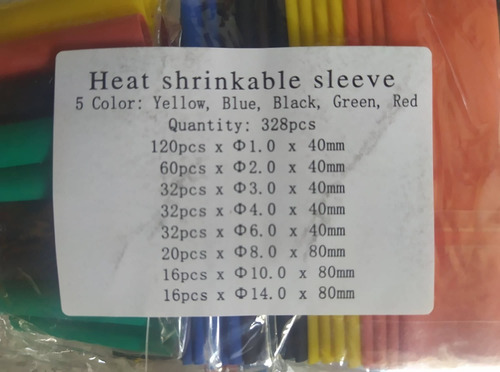 Heat shrinkable sleeve
5 Color: Yellow, Blue, Black, Green, Red
Quantity: 328pcs
120pcs x Φ1.0 x 40mm
60pcs x Φ2.0 x 40mm
32pcs x Φ3.0 x 40mm
32pcs x Φ4.0 x 40mm
32pcs x Φ6.0 x 40mm
20pcs x Φ8.0 x 80mm
16pcs x Φ10.0 x 80mm
16pcs x Φ14.0 x 80mm